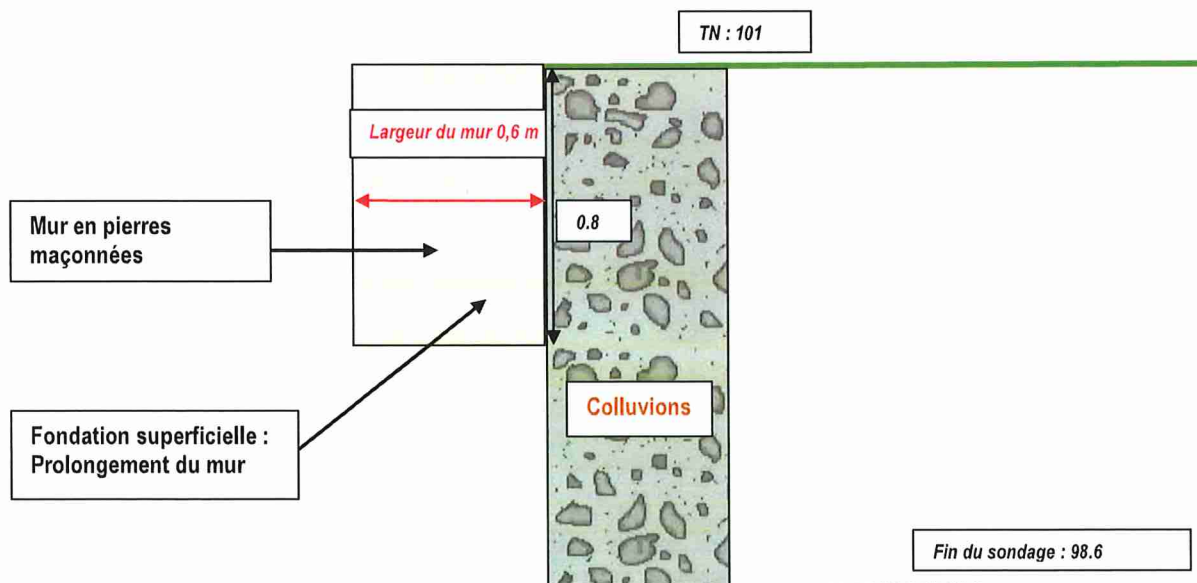 TN : 101
Largeur du mur 0,6 m
0.8
Mur en pierres
maçonnées
Colluvions
Fondation superficielle :
Prolongement du mur
Fin du sondage : 98.6